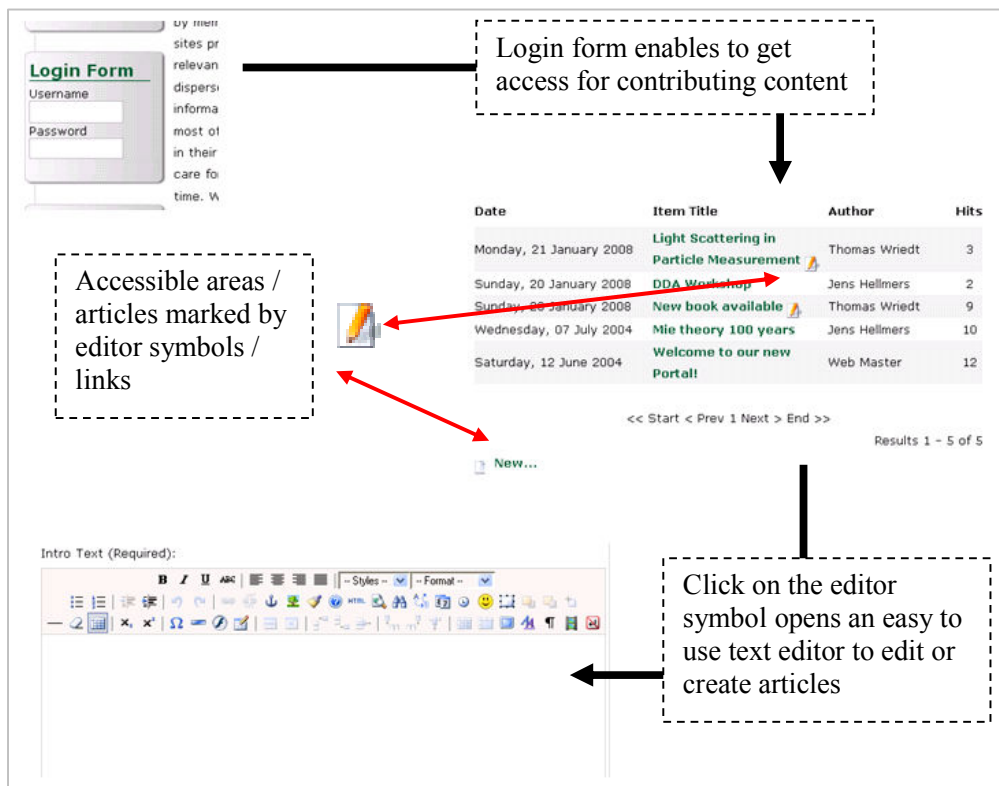 by mem
sites pr
relevan
dispers
informa
most of
in their
care fo
time. W
Login Form
Username
Password
Login form enables to get
access for contributing content
Date Item Title Author Hits
Monday, 21 January 2008 Light Scattering in Particle Measurement Thomas Wriedt 3
Sunday, 20 January 2008 DDA Workshop Jens Hellmers 2
Sunday, 20 January 2008 New book available Thomas Wriedt 9
Wednesday, 07 July 2004 Mie theory 100 years Jens Hellmers 10
Saturday, 12 June 2004 Welcome to our new Portal! Web Master 12
<< Start < Prev 1 Next > End >>
Results 1 - 5 of 5
New...
Accessible areas /
articles marked by
editor symbols /
links
Intro Text (Required):
B I U ABC -- Styles -- -- Format --
HTML
Click on the editor
symbol opens an easy to
use text editor to edit or
create articles